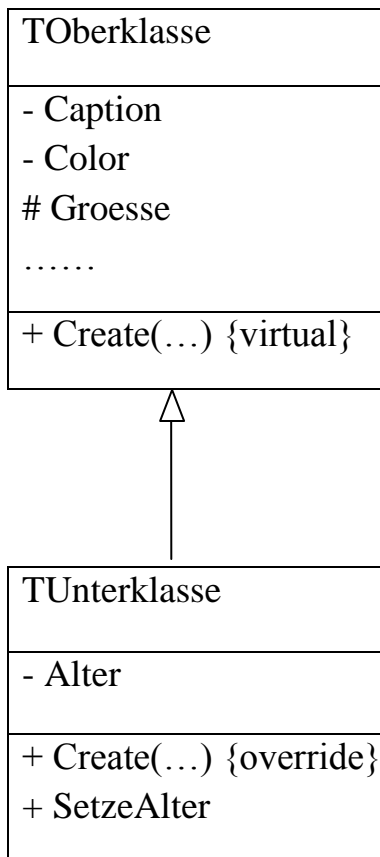 TOberklasse
- Caption
- Color
# Groesse
……
+ Create(…) {virtual}
TUnterklasse
- Alter
+ Create(…) {override}
+ SetzeAlter